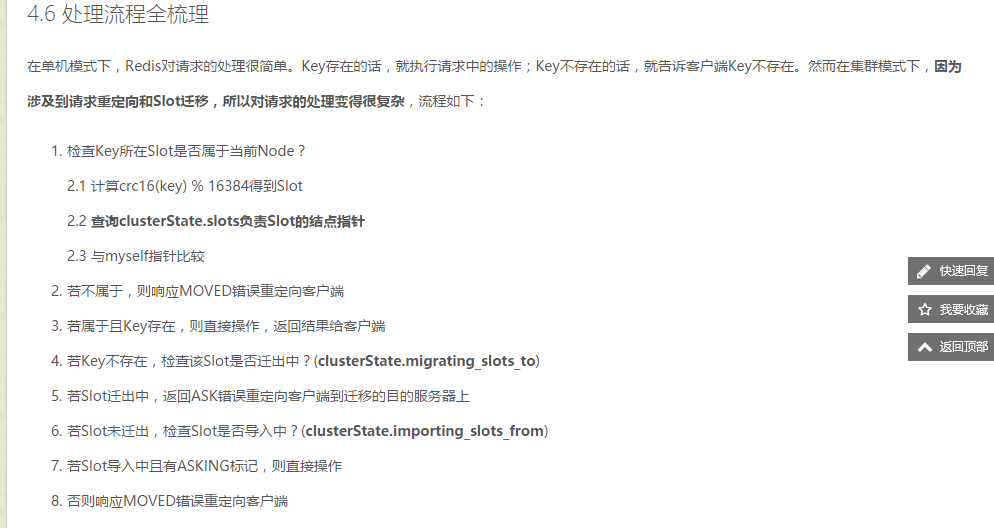 4.6 处理流程全梳理
在单机模式下，Redis对请求的处理很简单。Key存在的话，就执行请求中的操作；Key不存在的话，就告诉客户端Key不存在。然而在集群模式下，因为
涉及到请求重定向和Slot迁移，所以对请求的处理变得很复杂，流程如下：
1. 检查Key所在Slot是否属于当前Node？
2.1 计算crc16(key) % 16384得到Slot
2.2 查询clusterState.slots负责Slot的结点指针
2.3 与myself指针比较
2. 若不属于，则响应MOVED错误重定向客户端
3. 若属于且Key存在，则直接操作，返回结果给客户端
4. 若Key不存在，检查该Slot是否迁出中？(clusterState.migrating_slots_to)
5. 若Slot迁出中，返回ASK错误重定向客户端到迁移的目的服务器上
6. 若Slot未迁出，检查Slot是否导入中？(clusterState.importing_slots_from)
7. 若Slot导入中且有ASKING标记，则直接操作
8. 否则响应MOVED错误重定向客户端
快速回复
我要收藏
返回顶部